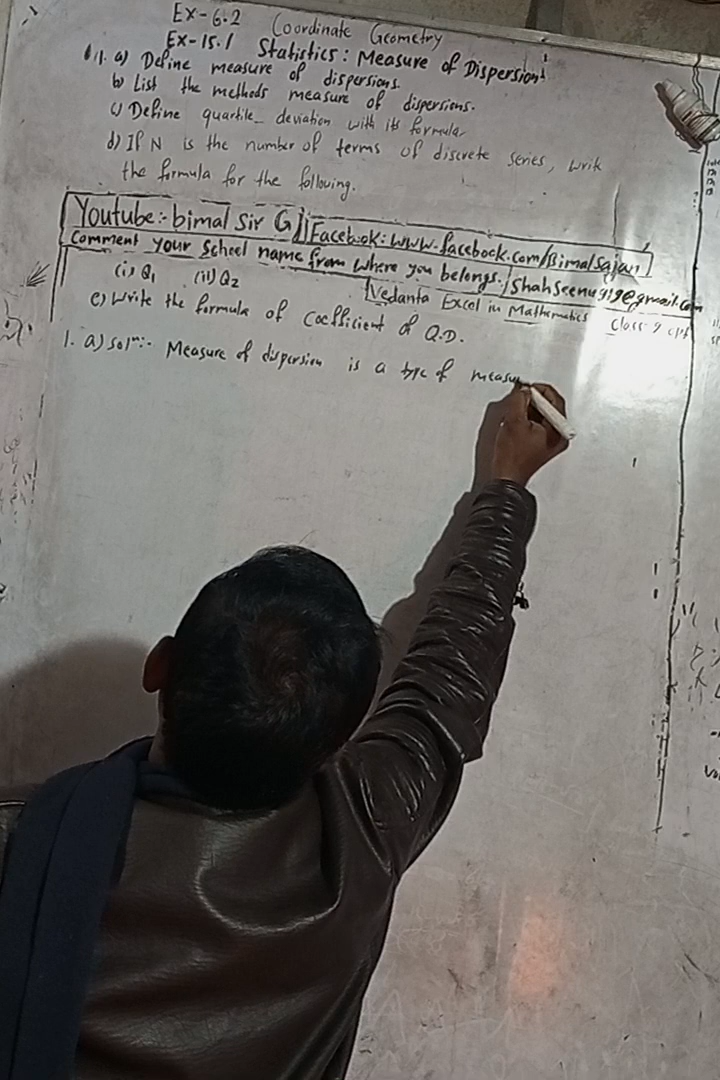 Ex-6.2 Coordinate Geometry
Ex-15.1 Statistics: Measure of Dispersion
1. a) Define measure of dispersions.
b) List the methods measure of dispersions.
c) Define quartile deviation with its formula
d) If N is the number of terms of discrete series, write
the formula for the following.
Youtube:- bimal Sir G || Facebook: www.facebook.com/BimalSajan
Comment your School name from where you belongs. / Shahseenu919@gmail.com
(i) Q1 (ii) Q2
Vedanta Excel in Mathematics Class 9 opt
e) Write the formula of coefficient of Q.D.
1. a) Solⁿ:- Measure of dispersion is a type of measu